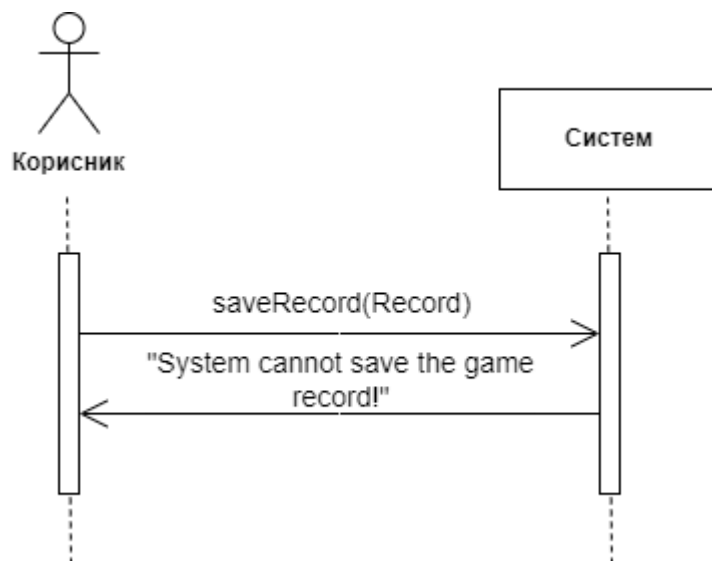 Корисник
Систем
saveRecord(Record)
"System cannot save the game
record!"